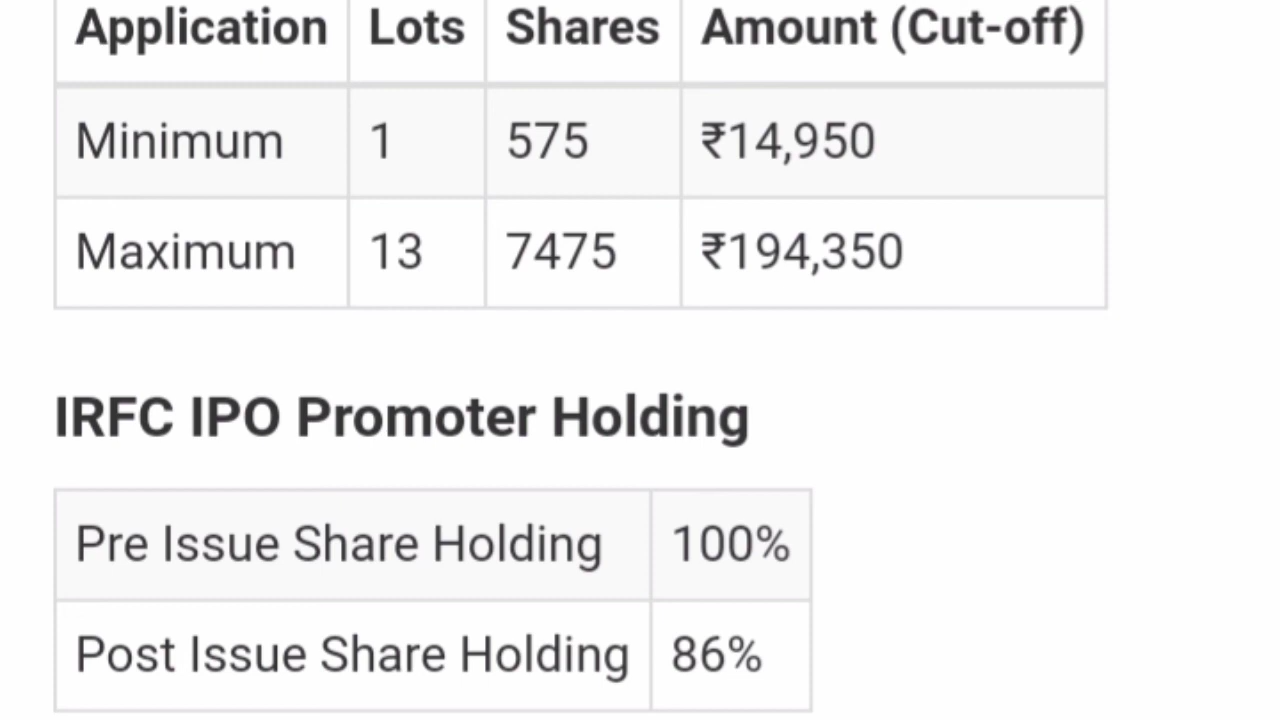 Application Lots Shares Amount (Cut-off)
Minimum 1 575 ₹14,950
Maximum 13 7475 ₹194,350
IRFC IPO Promoter Holding
Pre Issue Share Holding 100%
Post Issue Share Holding 86%